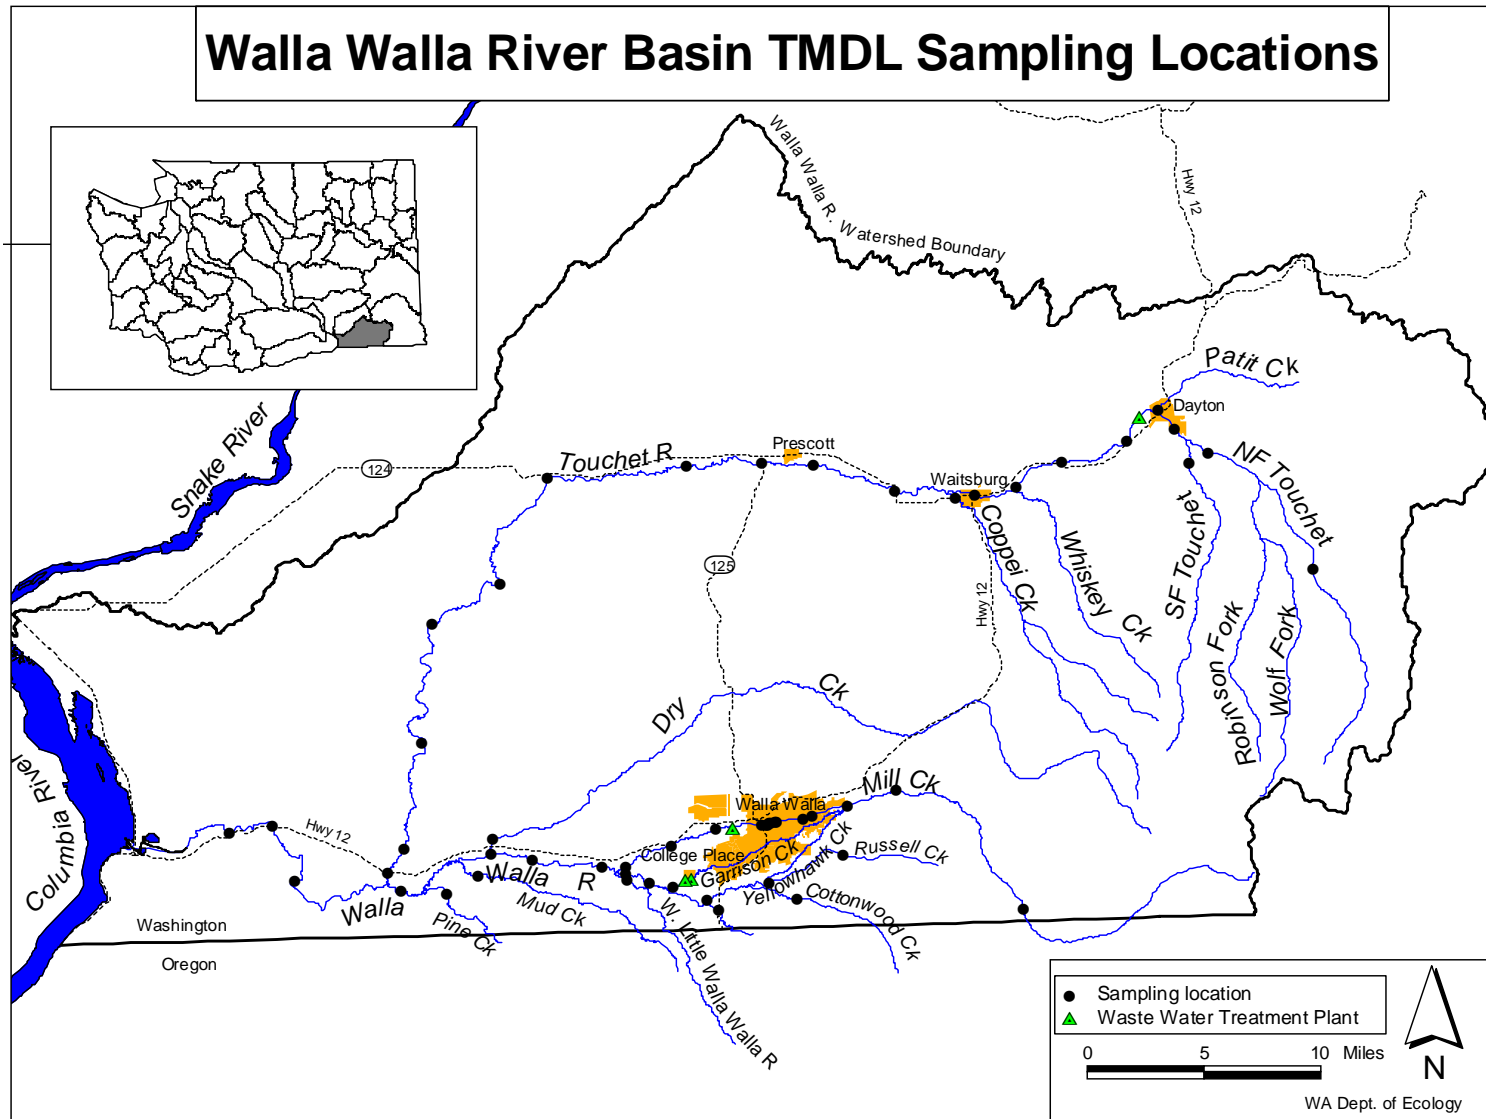 Walla Walla River Basin TMDL Sampling Locations
Walla Walla R. Watershed Boundary
Hwy 12
Patit Ck
Dayton
Snake River
124
Touchet R
Prescott
Waitsburg
NF Touchet
Coppei Ck
Whiskey Ck
SF Touchet
Robinson Fork
Wolf Fork
125
Hwy 12
Dry Ck
Columbia River
Hwy 12
Walla Walla
Mill Ck
College Place
Garrison Ck
Yellowhawk Ck
Russell Ck
Cottonwood Ck
Walla Walla R
Mud Ck
Pine Ck
W. Little Walla Walla R
Washington
Oregon
Sampling location
Waste Water Treatment Plant
0 5 10 Miles
N
WA Dept. of Ecology